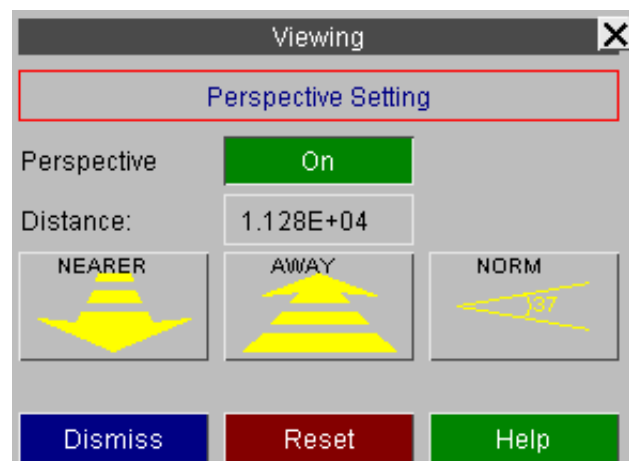 Viewing
Perspective Setting
Perspective On
Distance: 1.128E+04
NEARER AWAY NORM
37
Dismiss Reset Help